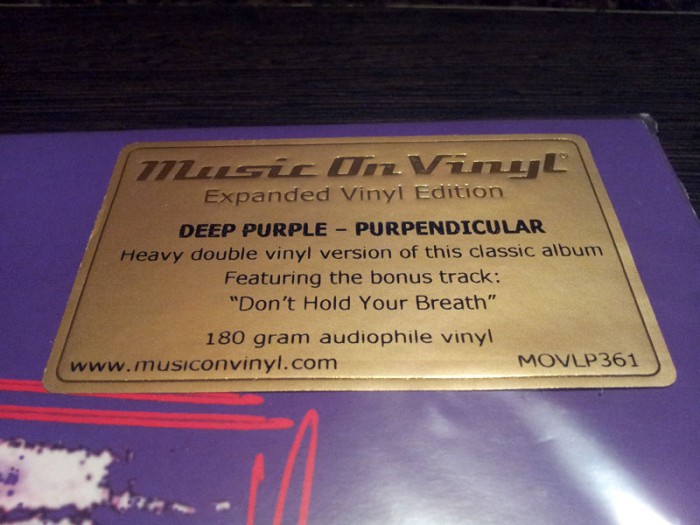 Music On Vinyl
Expanded Vinyl Edition
DEEP PURPLE – PURPENDICULAR
Heavy double vinyl version of this classic album
Featuring the bonus track:
“Don’t Hold Your Breath”
180 gram audiophile vinyl
www.musiconvinyl.com MOVLP361